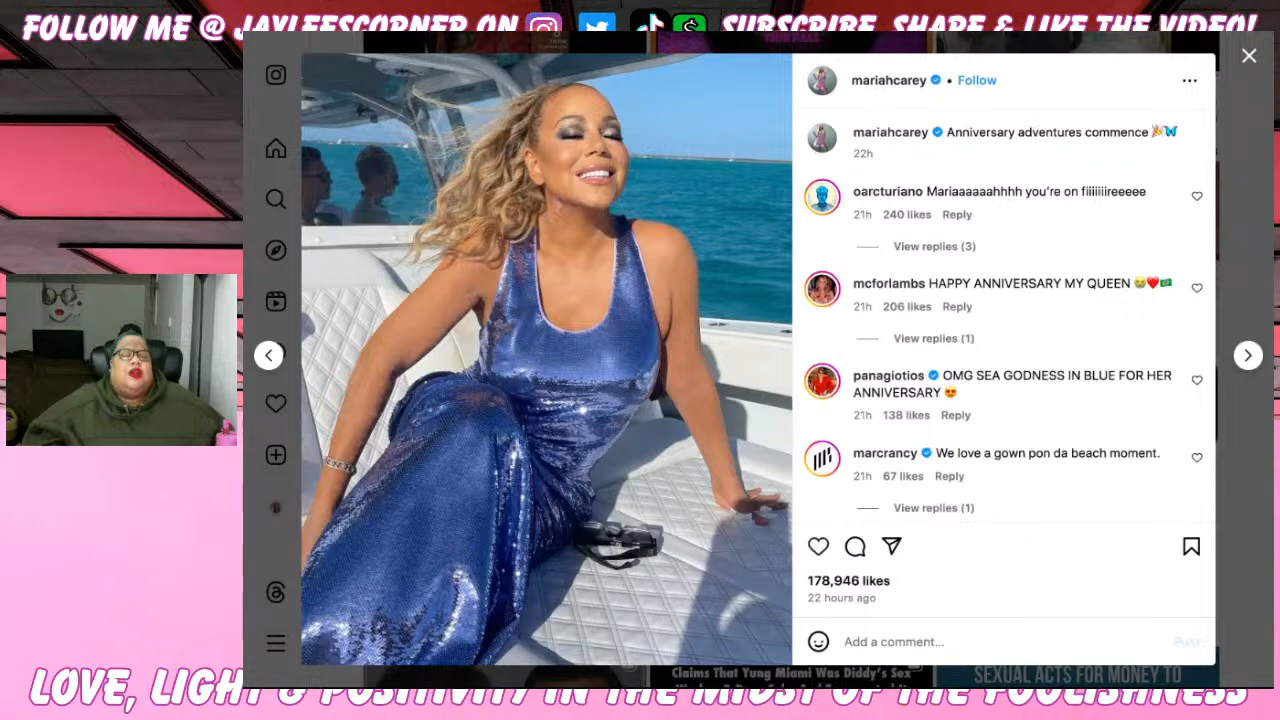 FOLLOW ME @ JAYLEESCORNER ON
SUBSCRIBE, SHARE & LIKE THE VIDEO!
mariahcarey • Follow
mariahcarey Anniversary adventures commence 🎉🦋
22h
oarcturiano Mariaaaaaahhhh you're on fiiiiiiireeeee
21h 240 likes Reply
View replies (3)
mcforlambs HAPPY ANNIVERSARY MY QUEEN 😭❤️🇧🇷
21h 206 likes Reply
View replies (1)
panagiotios OMG SEA GODNESS IN BLUE FOR HER
ANNIVERSARY 😍
21h 138 likes Reply
marcrancy We love a gown pon da beach moment.
21h 67 likes Reply
View replies (1)
178,946 likes
22 hours ago
Add a comment...
Post
Claims That Yung Miami Was Diddy's Sex
SEXUAL ACTS FOR MONEY TO
LOVE, LIGHT & POSITIVITY IN THE MIDST OF THE FOOLISHNESS